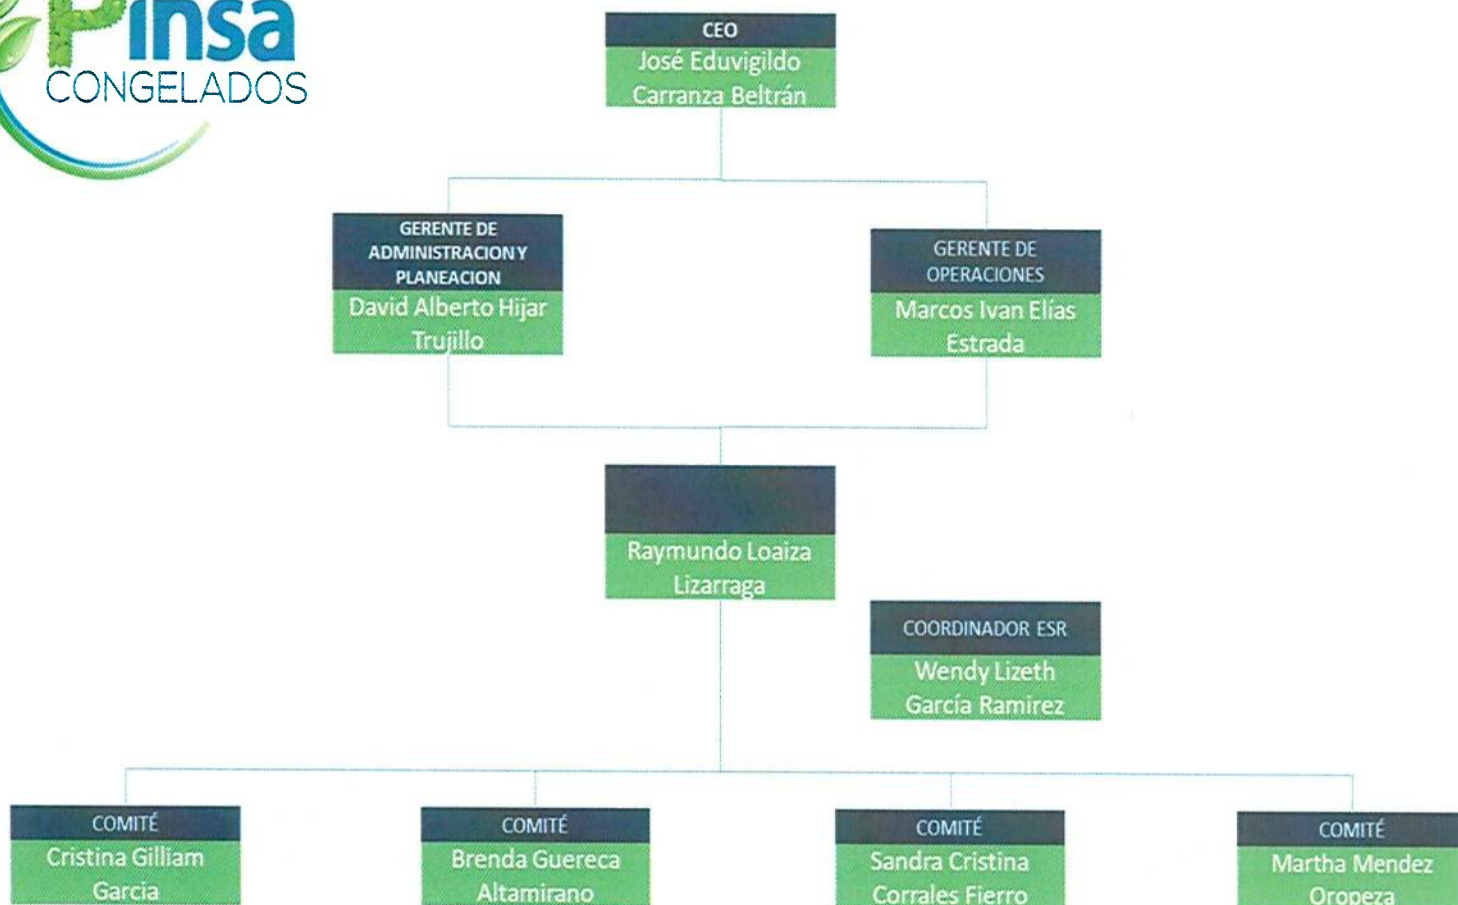 Pinsa
CONGELADOS
CEO
José Eduvigildo
Carranza Beltrán
GERENTE DE
ADMINISTRACION Y
PLANEACION
David Alberto Hijar
Trujillo
GERENTE DE
OPERACIONES
Marcos Ivan Elías
Estrada
Raymundo Loaiza
Lizarraga
COORDINADOR ESR
Wendy Lizeth
García Ramirez
COMITÉ
Cristina Gilliam
Garcia
COMITÉ
Brenda Guereca
Altamirano
COMITÉ
Sandra Cristina
Corrales Fierro
COMITÉ
Martha Mendez
Oropeza